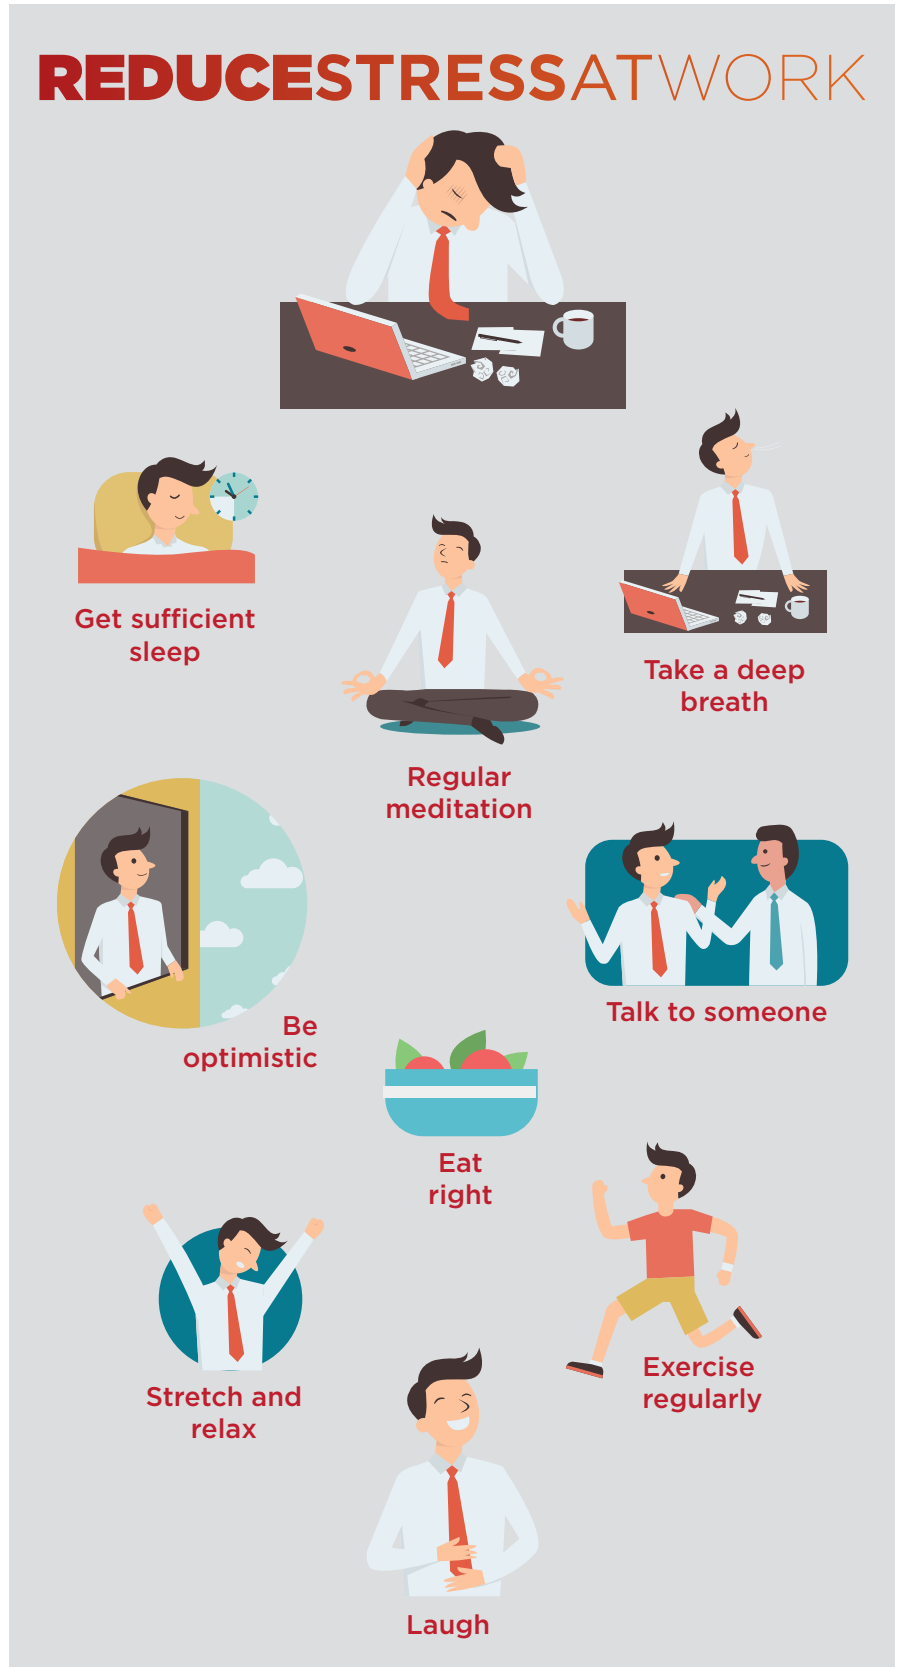 REDUCESTRESSATWORK
Get sufficient
sleep
Take a deep
breath
Regular
meditation
Be
optimistic
Talk to someone
Eat
right
Stretch and
relax
Exercise
regularly
Laugh